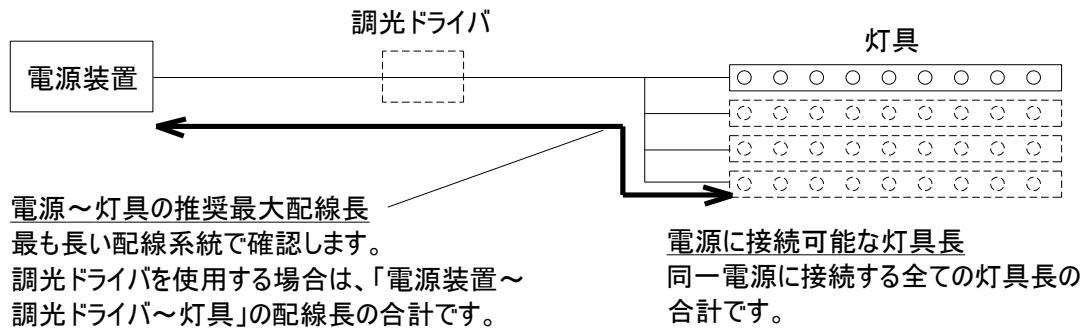 調光ドライバ
灯具
電源装置
電源～灯具の推奨最大配線長
最も長い配線系統で確認します。
調光ドライバを使用する場合は、「電源装置～
調光ドライバ～灯具」の配線長の合計です。
電源に接続可能な灯具長
同一電源に接続する全ての灯具長の
合計です。